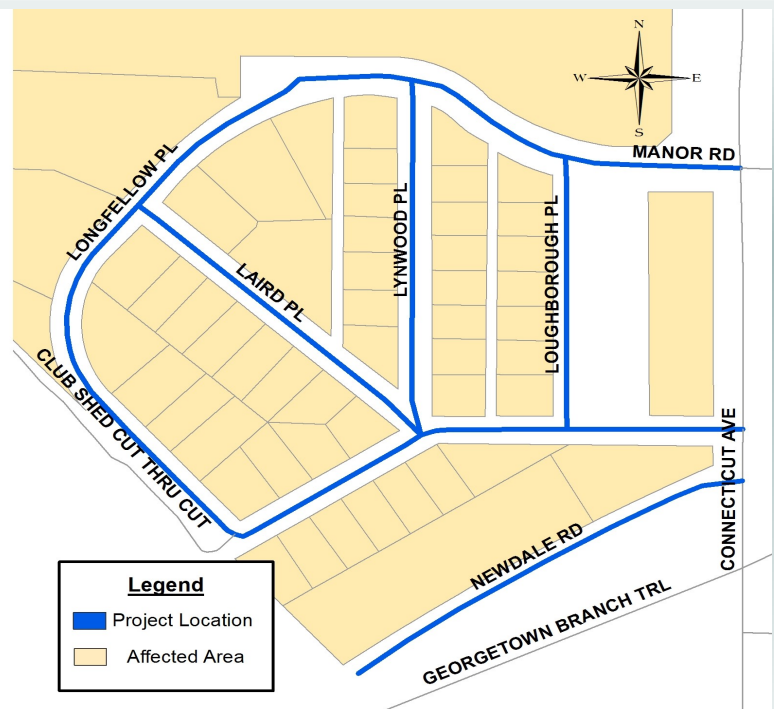 N
W
E
S
MANOR RD
LONGFELLOW PL
LYNWOOD PL
LOUGHBOROUGH PL
LAIRD PL
CLUB SHED CUT THRU CUT
CONNECTICUT AVE
NEWDALE RD
GEORGETOWN BRANCH TRL
Legend
Project Location
Affected Area